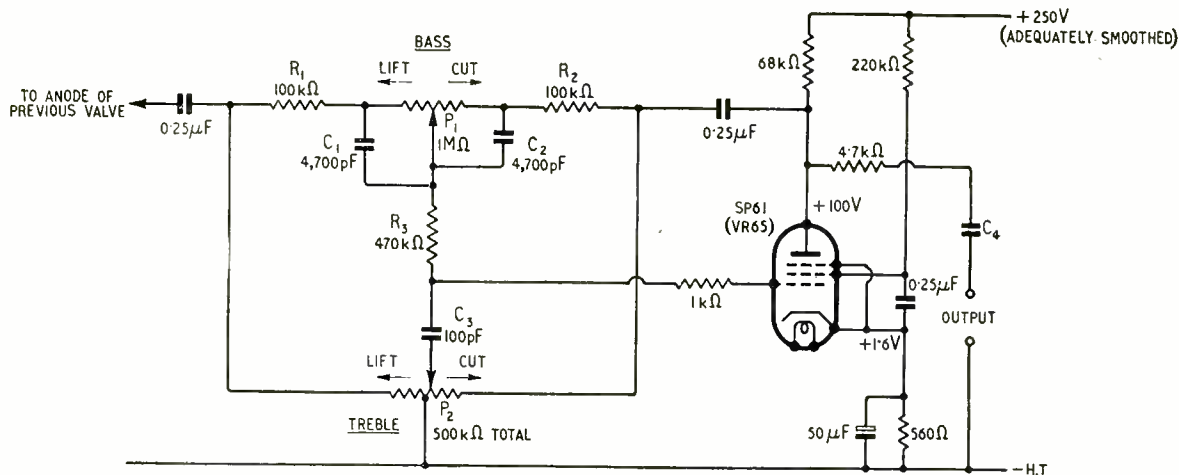 +250V
(ADEQUATELY SMOOTHED)
BASS
LIFT
CUT
R₁
100kΩ
R₂
100kΩ
68kΩ
220kΩ
TO ANODE OF
PREVIOUS VALVE
0·25μF
P₁
1MΩ
C₁
4,700pF
C₂
4,700pF
0·25μF
4·7kΩ
R₃
470kΩ
SP61
(VR65)
+100V
C₄
0·25μF
1kΩ
OUTPUT
C₃
100pF
+1·6V
LIFT
CUT
P₂
TREBLE
500kΩ TOTAL
50μF
560Ω
-H.T